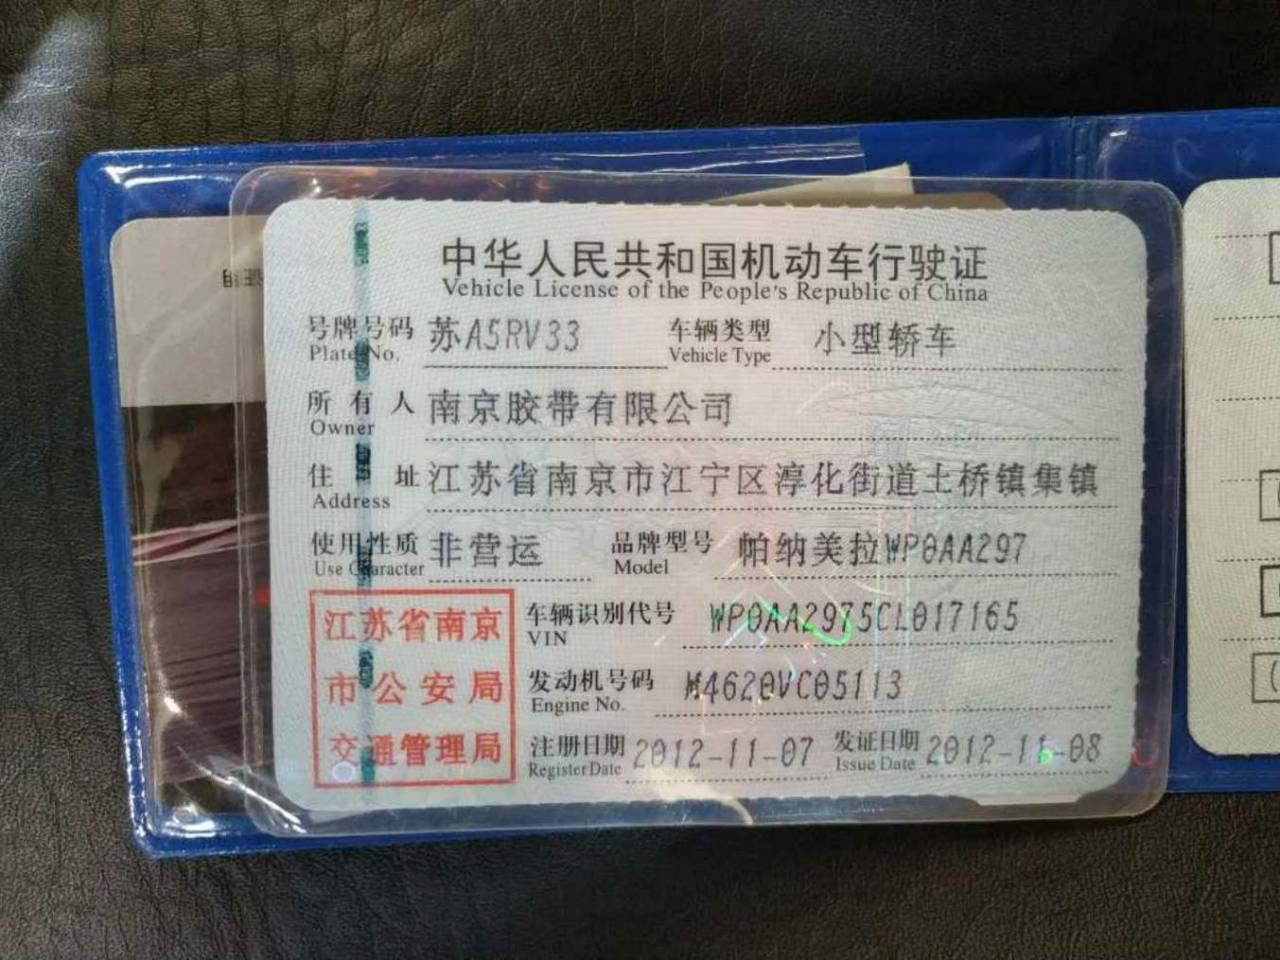 中华人民共和国机动车行驶证
Vehicle License of the People's Republic of China
号牌号码 苏A5RV33 车辆类型 小型轿车
Plate No. Vehicle Type
所有人 南京胶带有限公司
Owner
住址 江苏省南京市江宁区淳化街道土桥镇集镇
Address
使用性质 非营运 品牌型号 帕纳美拉WP0AA297
Use Character Model
江苏省南京 车辆识别代号 WP0AA2975CL017165
VIN
市公安局 发动机号码 M4620VC05113
Engine No.
交通管理局 注册日期 2012-11-07 发证日期 2012-11-08
Register Date Issue Date